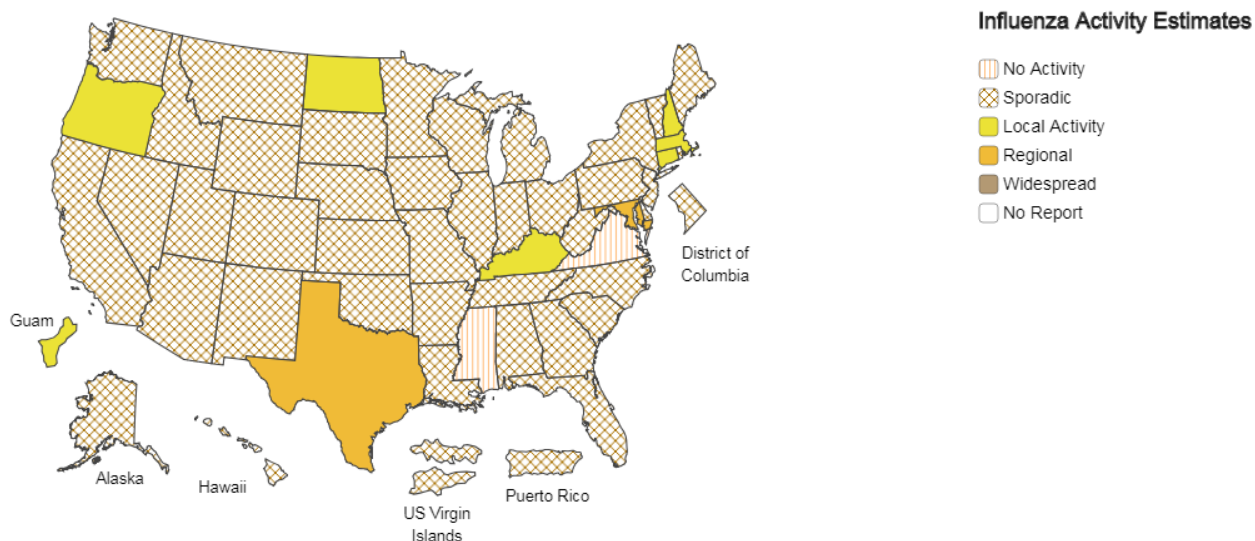 Influenza Activity Estimates
No Activity
Sporadic
Local Activity
Regional
Widespread
No Report
District of
Columbia
Guam
Alaska
Hawaii
US Virgin
Islands
Puerto Rico